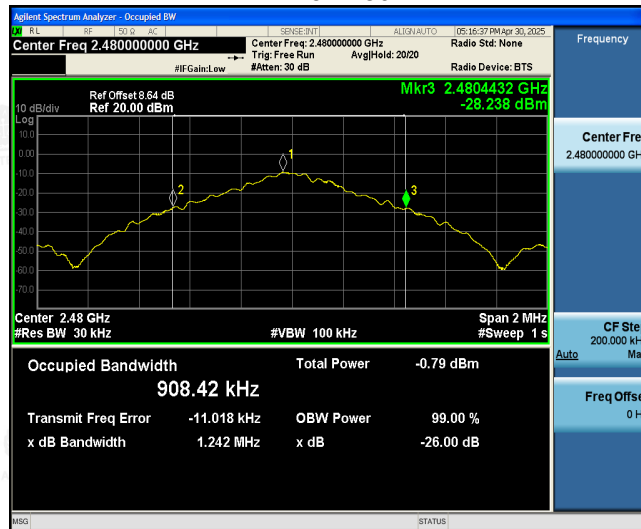 Agilent Spectrum Analyzer - Occupied BW
RL RF 50 Ω AC SENSE:INT ALIGN AUTO 05:16:37 PM Apr 30, 2025
Center Freq 2.480000000 GHz
Center Freq: 2.480000000 GHz
Radio Std: None
Trig: Free Run Avg|Hold: 20/20
#IFGain:Low
#Atten: 30 dB
Radio Device: BTS
Frequency
Ref Offset 8.64 dB
Mkr3 2.4804432 GHz
10 dB/div Ref 20.00 dBm
-28.238 dBm
Log
10.0
0.00
-10.0
-20.0
-30.0
-40.0
-50.0
-60.0
-70.0
1
2
3
Center 2.48 GHz Span 2 MHz
#Res BW 30 kHz #VBW 100 kHz #Sweep 1 s
Occupied Bandwidth
908.42 kHz
Total Power -0.79 dBm
Transmit Freq Error -11.018 kHz OBW Power 99.00 %
x dB Bandwidth 1.242 MHz x dB -26.00 dB
Center Fre
2.480000000 GH
CF Ste
200.000 kH
Auto Ma
Freq Offse
0 H
MSG STATUS